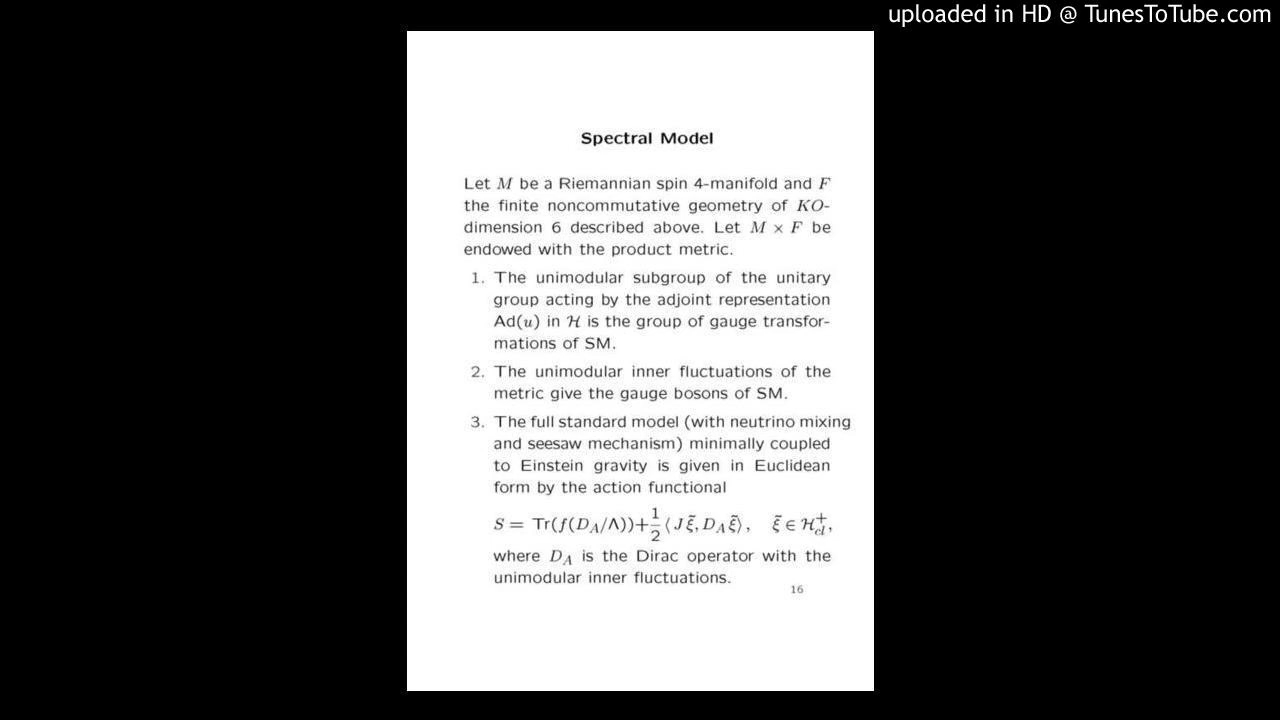 uploaded in HD @ TunesToTube.com
Spectral Model
Let M be a Riemannian spin 4-manifold and F
the finite noncommutative geometry of KO-
dimension 6 described above. Let M × F be
endowed with the product metric.
1. The unimodular subgroup of the unitary
group acting by the adjoint representation
Ad(u) in ℋ is the group of gauge transfor-
mations of SM.
2. The unimodular inner fluctuations of the
metric give the gauge bosons of SM.
3. The full standard model (with neutrino mixing
and seesaw mechanism) minimally coupled
to Einstein gravity is given in Euclidean
form by the action functional
S = Tr(f(D_A/Λ))+\frac{1}{2}⟨J ξ̃, D_A ξ̃⟩, ξ̃ ∈ ℋ_{cl}^+,
where D_A is the Dirac operator with the
unimodular inner fluctuations.
16